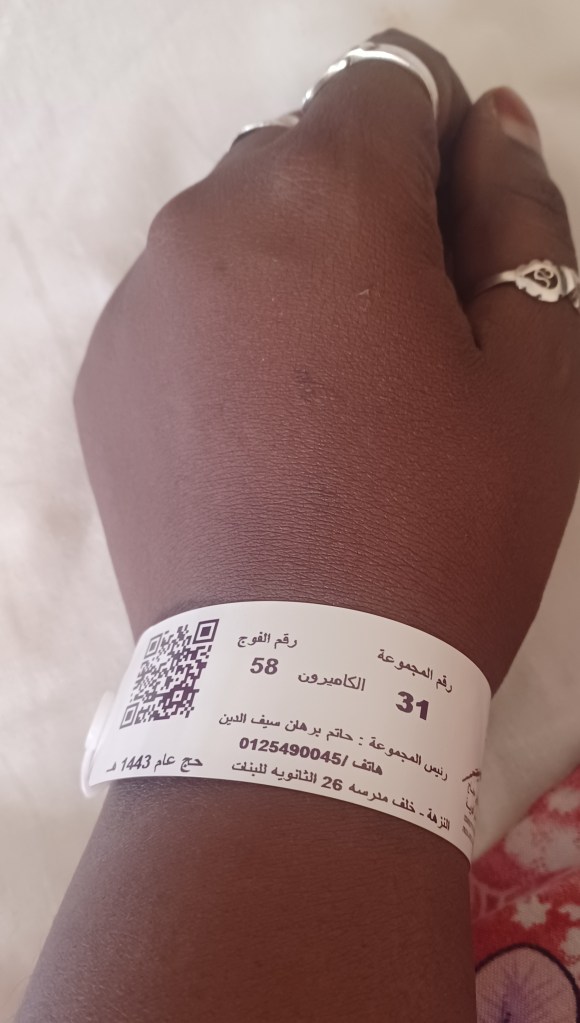 رقم المجموعة رقم الفوج
31 الكاميرون 58
رئيس المجموعة : حاتم برهان سيف الدين
هاتف /0125490045
النزهة - خلف مدرسه 26 الثانويه للبنات
حج عام 1443 هـ